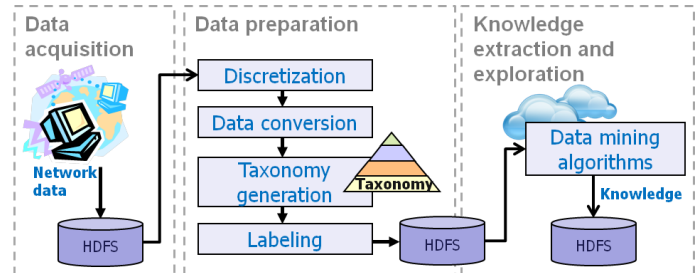 Data
acquisition
Network
data
HDFS
Data preparation
Discretization
Data conversion
Taxonomy
generation
Taxonomy
Labeling
HDFS
Knowledge
extraction and
exploration
Data mining
algorithms
Knowledge
HDFS